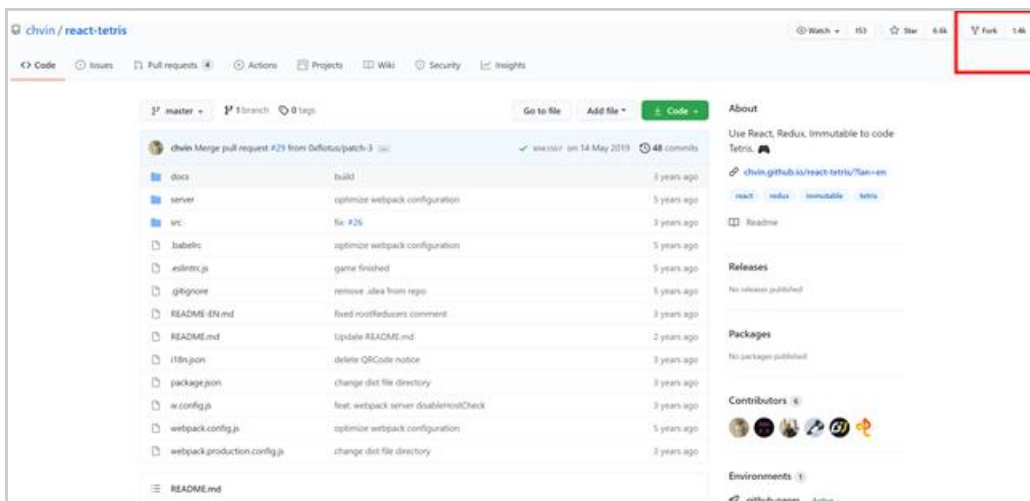 chvin / react-tetris
Watch 153 Star 6.6k Fork 1.4k
Code Issues Pull requests 4 Actions Projects Wiki Security Insights
master 1 branch 0 tags Go to file Add file Code
chvin Merge pull request #29 from 0xflotus/patch-3 ... on 14 May 2019 48 commits
docs build 3 years ago
server optimize webpack configuration 5 years ago
src fix: #26 3 years ago
.babelrc optimize webpack configuration 5 years ago
.eslintrc.js game finished 5 years ago
.gitignore remove .idea from repo 5 years ago
README-EN.md fixed rootReducers comment 3 years ago
README.md Update README.md 2 years ago
i18n.json delete QRCode notice 3 years ago
package.json change dist file directory 3 years ago
w.config.js feat: webpack server disableHostCheck 3 years ago
webpack.config.js optimize webpack configuration 5 years ago
webpack.production.config.js change dist file directory 3 years ago
README.md
About
Use React, Redux, Immutable to code
Tetris. 🎮
chvin.github.io/react-tetris/?lan=en
react redux immutable tetris
Readme
Releases
No releases published
Packages
No packages published
Contributors 6
Environments 1
github-pages Active